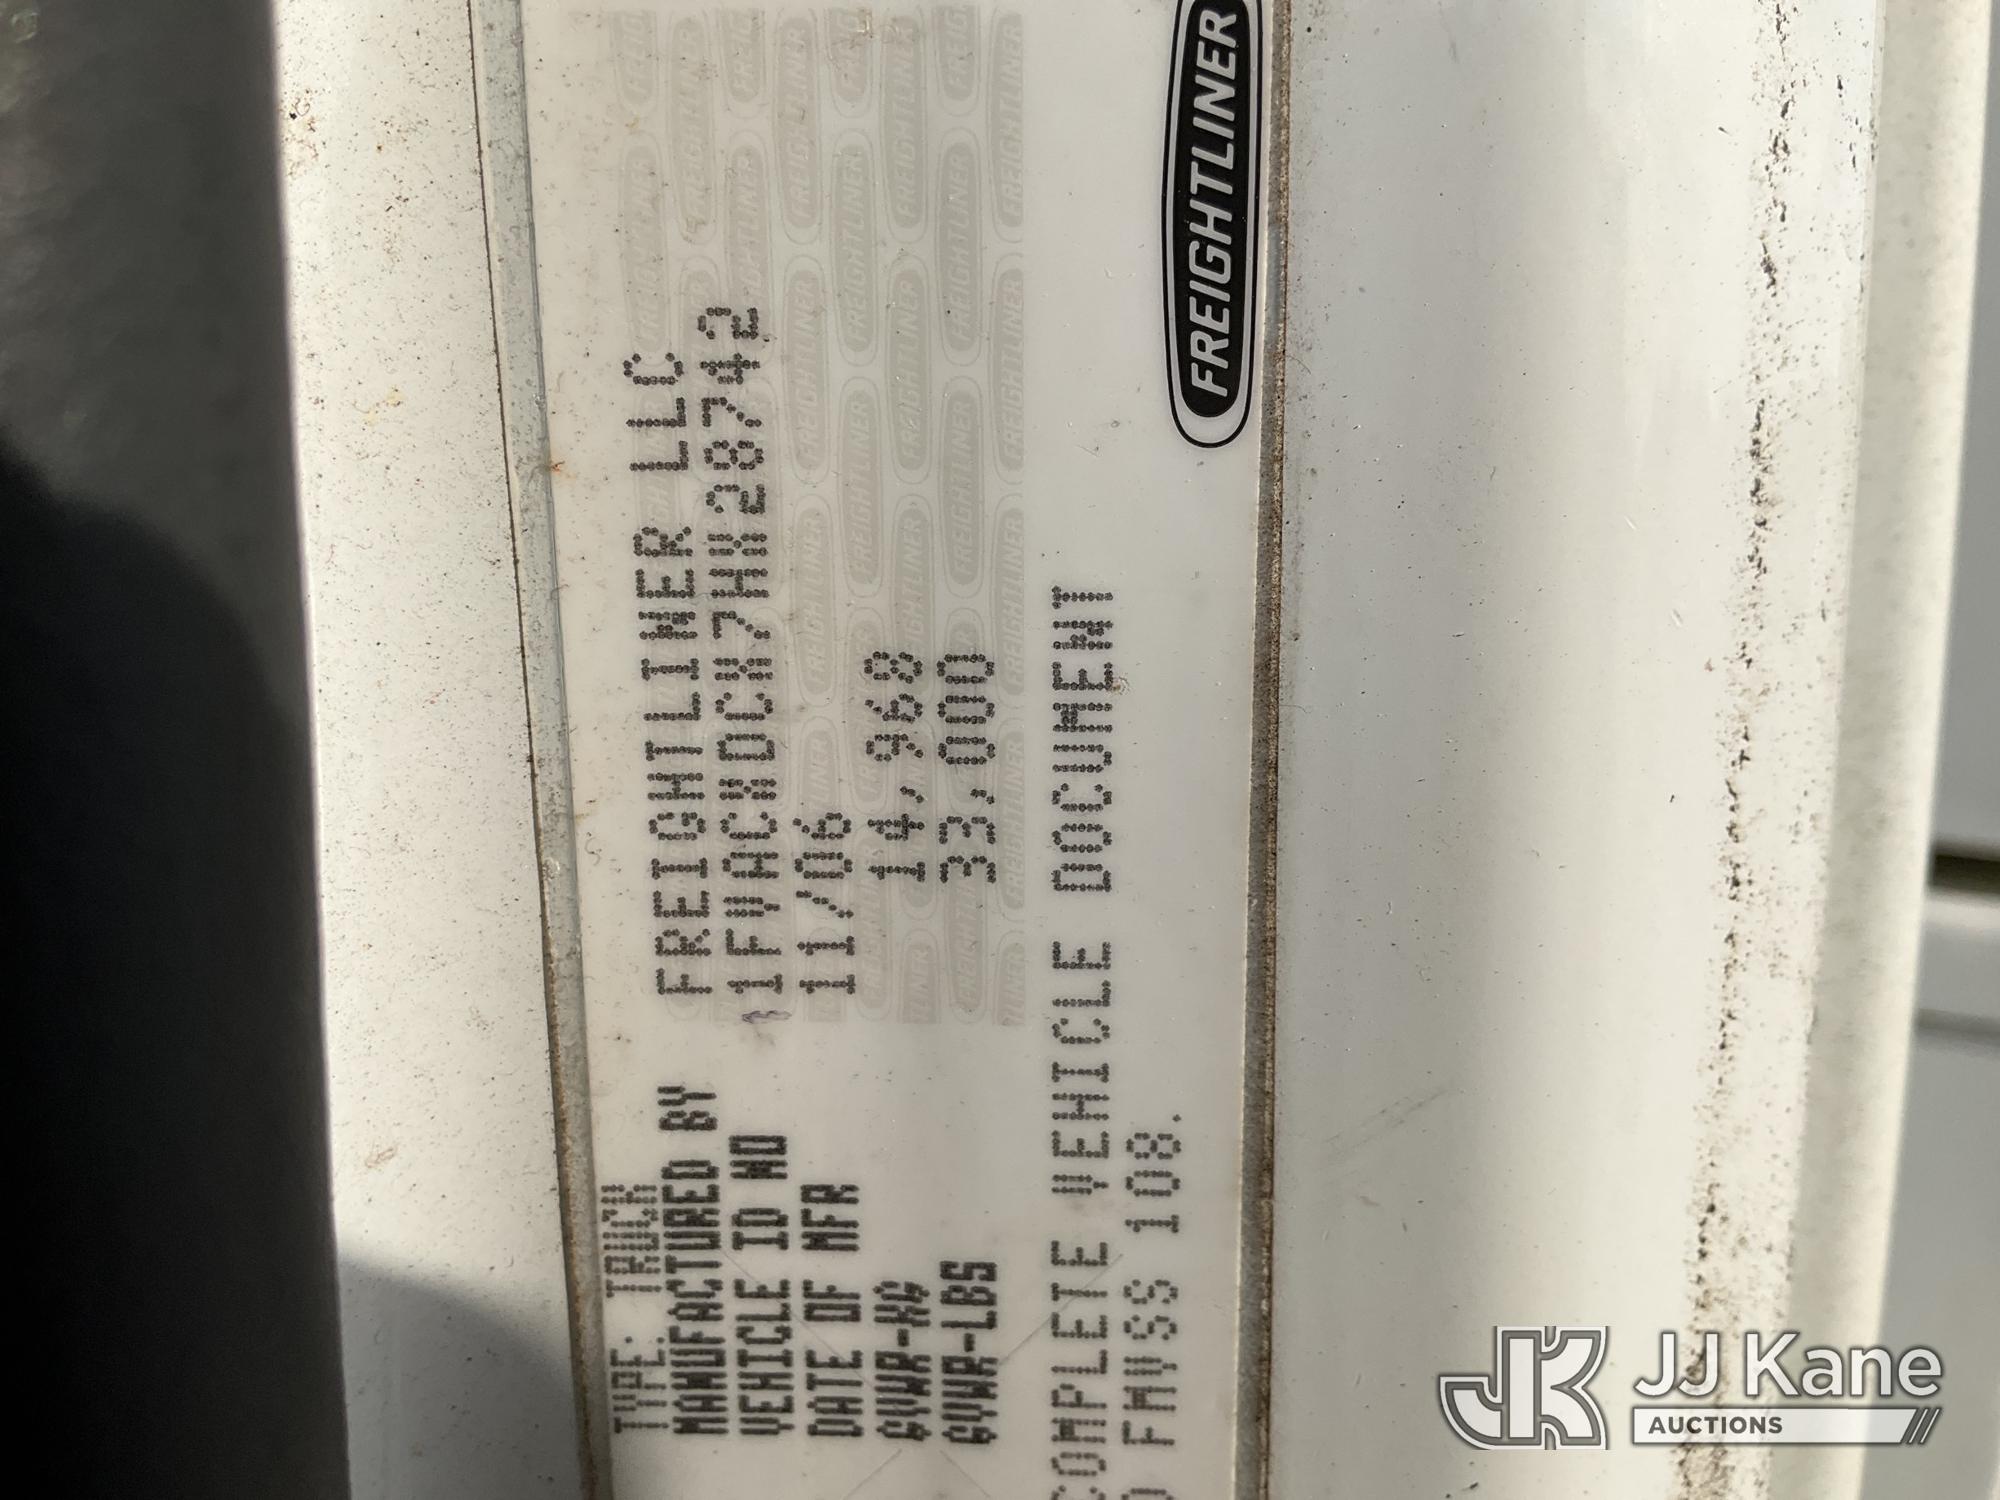 TYPE: TRUCK
MANUFACTURED BY FREIGHTLINER LLC
VEHICLE ID NO 1FVACXDCX7HX28742
DATE OF MFR 11/06
GVWR-KG 14,968
GVWR-LBS 33,000
COMPLETE VEHICLE DOCUMENT
FMVSS 108.
FREIGHTLINER
JJ Kane
AUCTIONS